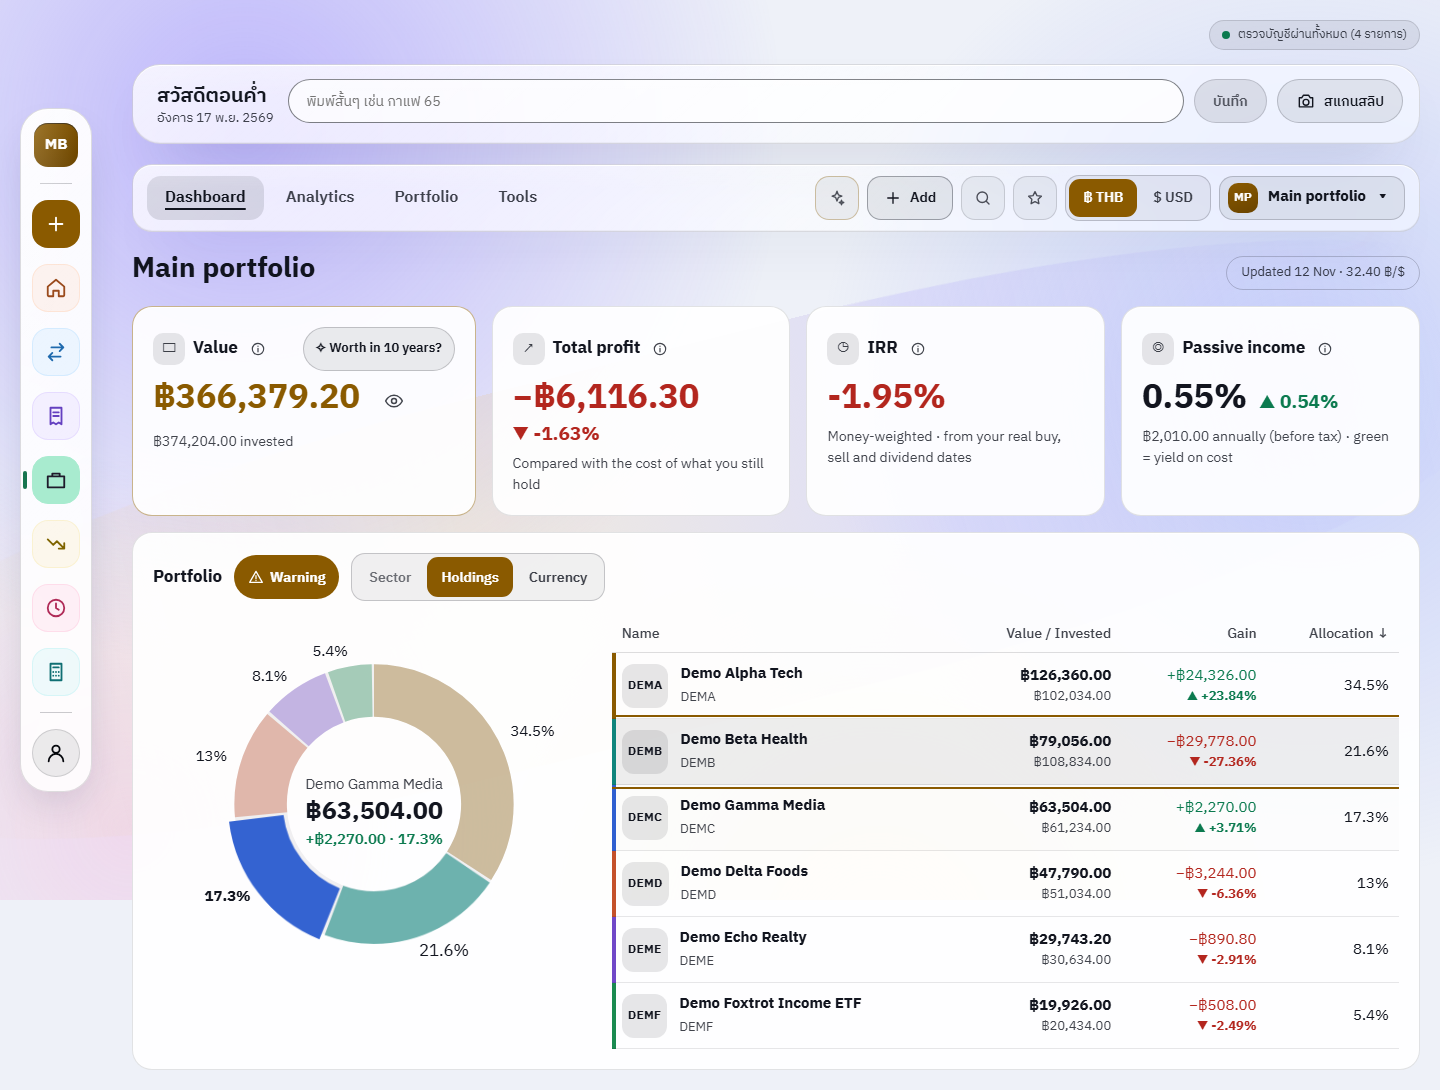 ตรวจบัญชีผ่านทั้งหมด (4 รายการ)
สวัสดีตอนค่ำ
อังคาร 17 พ.ย. 2569
พิมพ์สั้นๆ เช่น กาแฟ 65
บันทึก
สแกนสลิป
MB
Dashboard
Analytics
Portfolio
Tools
Add
฿ THB
$ USD
MP
Main portfolio
Main portfolio
Updated 12 Nov · 32.40 ฿/$
Value
Worth in 10 years?
฿366,379.20
฿374,204.00 invested
Total profit
−฿6,116.30
▼ -1.63%
Compared with the cost of what you still
hold
IRR
-1.95%
Money-weighted · from your real buy,
sell and dividend dates
Passive income
0.55% ▲ 0.54%
฿2,010.00 annually (before tax) · green
= yield on cost
Portfolio
Warning
Sector
Holdings
Currency
5.4%
8.1%
34.5%
13%
Demo Gamma Media
฿63,504.00
+฿2,270.00 · 17.3%
17.3%
21.6%
Name Value / Invested Gain Allocation ↓
DEMA
Demo Alpha Tech ฿126,360.00 +฿24,326.00 34.5%
DEMA ฿102,034.00 ▲ +23.84%
DEMB
Demo Beta Health ฿79,056.00 −฿29,778.00 21.6%
DEMB ฿108,834.00 ▼ -27.36%
DEMC
Demo Gamma Media ฿63,504.00 +฿2,270.00 17.3%
DEMC ฿61,234.00 ▲ +3.71%
DEMD
Demo Delta Foods ฿47,790.00 −฿3,244.00 13%
DEMD ฿51,034.00 ▼ -6.36%
DEME
Demo Echo Realty ฿29,743.20 −฿890.80 8.1%
DEME ฿30,634.00 ▼ -2.91%
DEMF
Demo Foxtrot Income ETF ฿19,926.00 −฿508.00 5.4%
DEMF ฿20,434.00 ▼ -2.49%